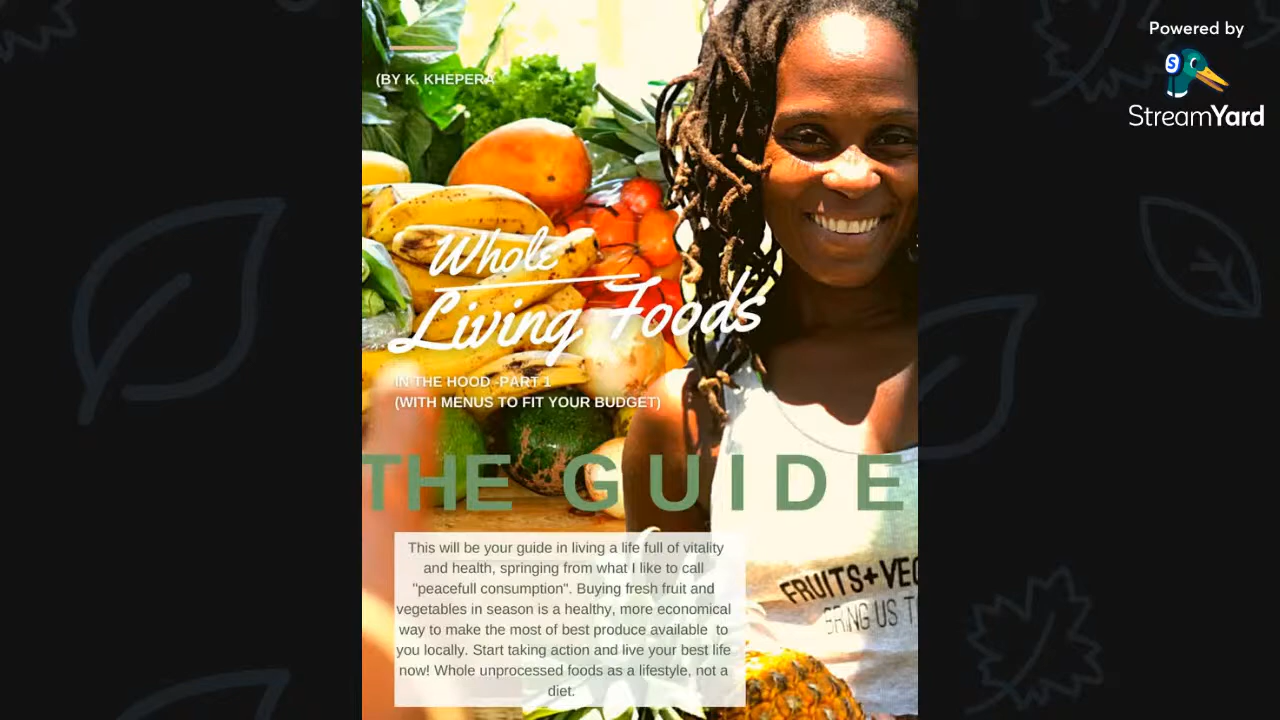 Powered by
StreamYard
(BY K. KHEPERA
Whole
Living Foods
IN THE HOOD -PART 1
(WITH MENUS TO FIT YOUR BUDGET)
THE GUIDE
This will be your guide in living a life full of vitality
and health, springing from what I like to call
"peacefull consumption". Buying fresh fruit and
vegetables in season is a healthy, more economical
way to make the most of best produce available to
you locally. Start taking action and live your best life
now! Whole unprocessed foods as a lifestyle, not a
diet.
FRUITS+VEG
BRING US T